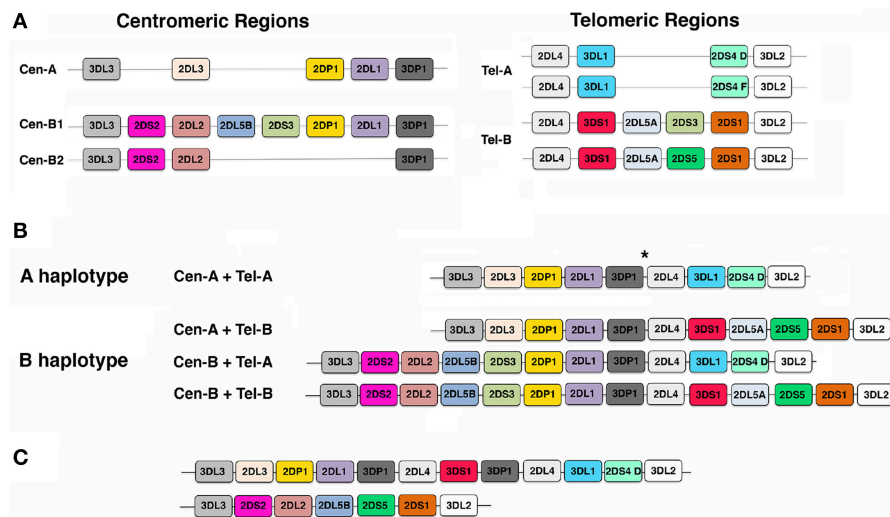 A
Centromeric Regions
Telomeric Regions
Cen-A 3DL3 2DL3 2DP1 2DL1 3DP1
Cen-B1 3DL3 2DS2 2DL2 2DL5B 2DS3 2DP1 2DL1 3DP1
Cen-B2 3DL3 2DS2 2DL2 3DP1
Tel-A
2DL4 3DL1 2DS4 D 3DL2
2DL4 3DL1 2DS4 F 3DL2
Tel-B
2DL4 3DS1 2DL5A 2DS3 2DS1 3DL2
2DL4 3DS1 2DL5A 2DS5 2DS1 3DL2
B
*
A haplotype Cen-A + Tel-A 3DL3 2DL3 2DP1 2DL1 3DP1 2DL4 3DL1 2DS4 D 3DL2
Cen-A + Tel-B 3DL3 2DL3 2DP1 2DL1 3DP1 2DL4 3DS1 2DL5A 2DS5 2DS1 3DL2
B haplotype Cen-B + Tel-A 3DL3 2DS2 2DL2 2DL5B 2DS3 2DP1 2DL1 3DP1 2DL4 3DL1 2DS4 D 3DL2
Cen-B + Tel-B 3DL3 2DS2 2DL2 2DL5B 2DS3 2DP1 2DL1 3DP1 2DL4 3DS1 2DL5A 2DS5 2DS1 3DL2
C
3DL3 2DL3 2DP1 2DL1 3DP1 2DL4 3DS1 3DP1 2DL4 3DL1 2DS4 D 3DL2
3DL3 2DS2 2DL2 2DL5B 2DS5 2DS1 3DL2